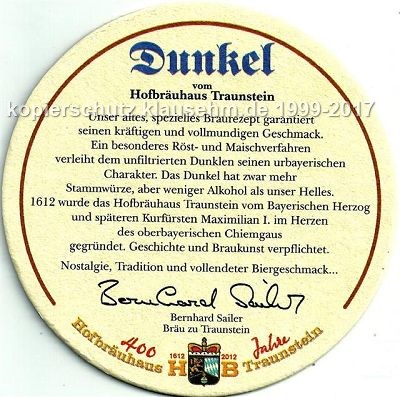 Dunkel
vom
Hofbräuhaus Traunstein
kopierschutz klausehm.de 1999-2017
Unser altes, spezielles Braurezept garantiert
seinen kräftigen und vollmundigen Geschmack.
Ein besonderes Röst- und Maischverfahren
verleiht dem unfiltrierten Dunklen seinen urbayerischen
Charakter. Das Dunkel hat zwar mehr
Stammwürze, aber weniger Alkohol als unser Helles.
1612 wurde das Hofbräuhaus Traunstein vom Bayerischen Herzog
und späteren Kurfürsten Maximilian I. im Herzen
des oberbayerischen Chiemgaus
gegründet. Geschichte und Braukunst verpflichtet.
Nostalgie, Tradition und vollendeter Biergeschmack...
Bernhard Sailer
Bernhard Sailer
Bräu zu Traunstein
400 Jahre
1612 2012
Hofbräuhaus HB Traunstein